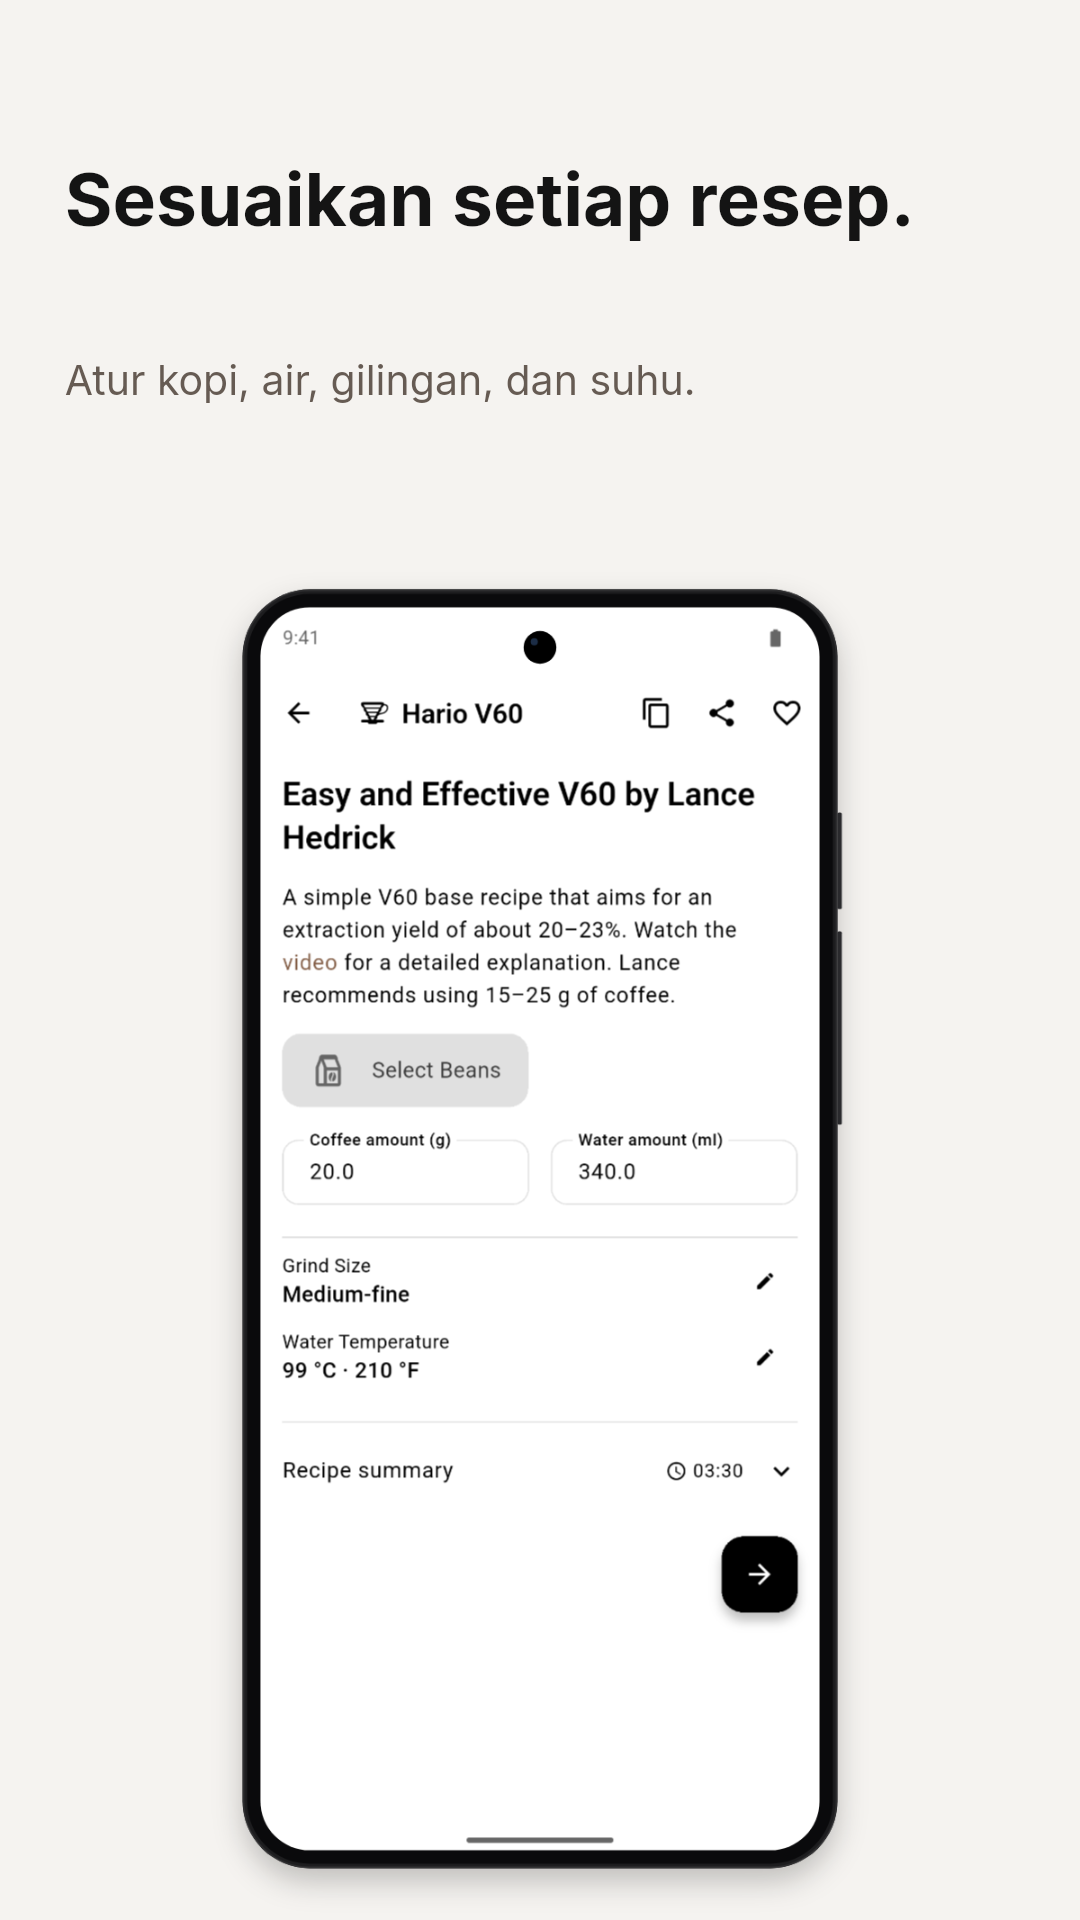 Sesuaikan setiap resep.
Atur kopi, air, gilingan, dan suhu.
9:41
Hario V60
Easy and Effective V60 by Lance
Hedrick
A simple V60 base recipe that aims for an
extraction yield of about 20–23%. Watch the
video for a detailed explanation. Lance
recommends using 15–25 g of coffee.
Select Beans
Coffee amount (g)
20.0
Water amount (ml)
340.0
Grind Size
Medium-fine
Water Temperature
99 °C · 210 °F
Recipe summary
03:30